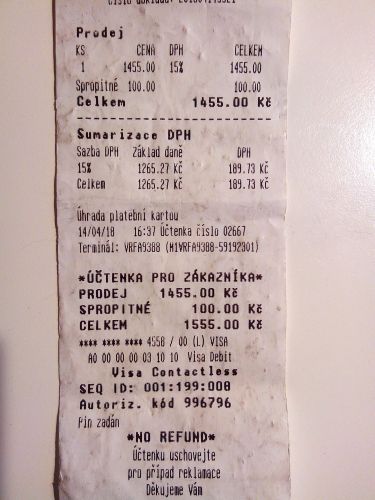 Prodej
KS CENA DPH CELKEM
1 1455.00 15% 1455.00
Spropitné 100.00 100.00
Celkem 1455.00 Kč
Sumarizace DPH
Sazba DPH Základ daně DPH
15% 1265.27 Kč 189.73 Kč
Celkem 1265.27 Kč 189.73 Kč
Úhrada platební kartou
14/04/18 16:37 Účtenka číslo 02667
Terminál: VRFA9388 (M1VRFA9388-59192301)
*ÚČTENKA PRO ZÁKAZNÍKA*
PRODEJ 1455.00 Kč
SPROPITNÉ 100.00 Kč
CELKEM 1555.00 Kč
**** **** **** 4558 / 00 (L) VISA
A0 00 00 00 03 10 10 Visa Debit
Visa Contactless
SEQ ID: 001:199:008
Autoriz. kód 996796
Pin zadán
*NO REFUND*
Účtenku uschovejte
pro případ reklamace
Děkujeme Vám